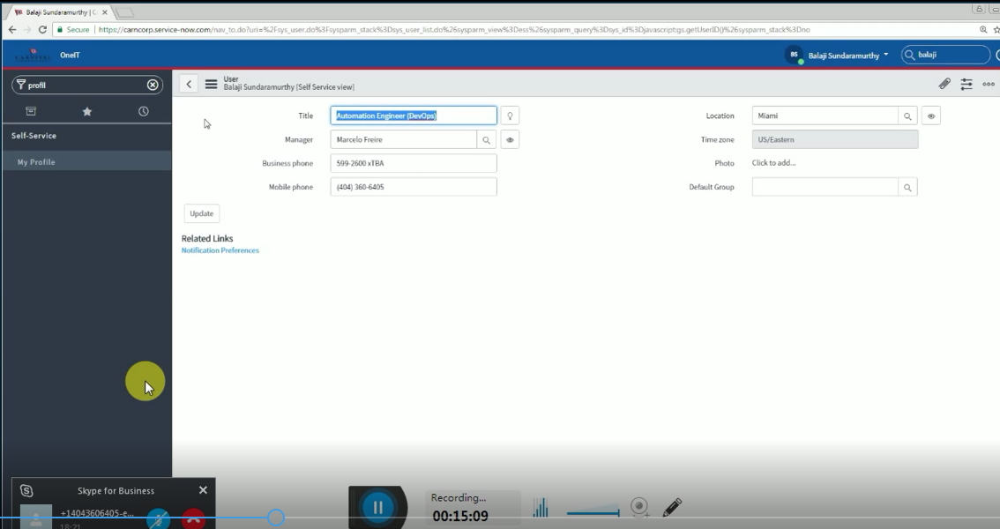 Balaji Sundaramurthy | C
Secure | https://carncorp.service-now.com/nav_to.do?uri=%2Fsys_user.do%3Fsysparm_stack%3Dsys_user_list.do%26sysparm_view%3Dess%26sysparm_query%3Dsys_id%3Djavascript:gs.getUserID()%26sysparm_stack%3Dno
CARNIVAL OneIT
BS Balaji Sundaramurthy balaji
profil
User
Balaji Sundaramurthy [Self Service view]
Self-Service
My Profile
Title Automation Engineer (DevOps) Location Miami
Manager Marcelo Freire Time zone US/Eastern
Business phone 599-2600 xTBA Photo Click to add...
Mobile phone (404) 360-6405 Default Group
Update
Related Links
Notification Preferences
Skype for Business
+14043606405-e...
18:21
Recording...
00:15:09